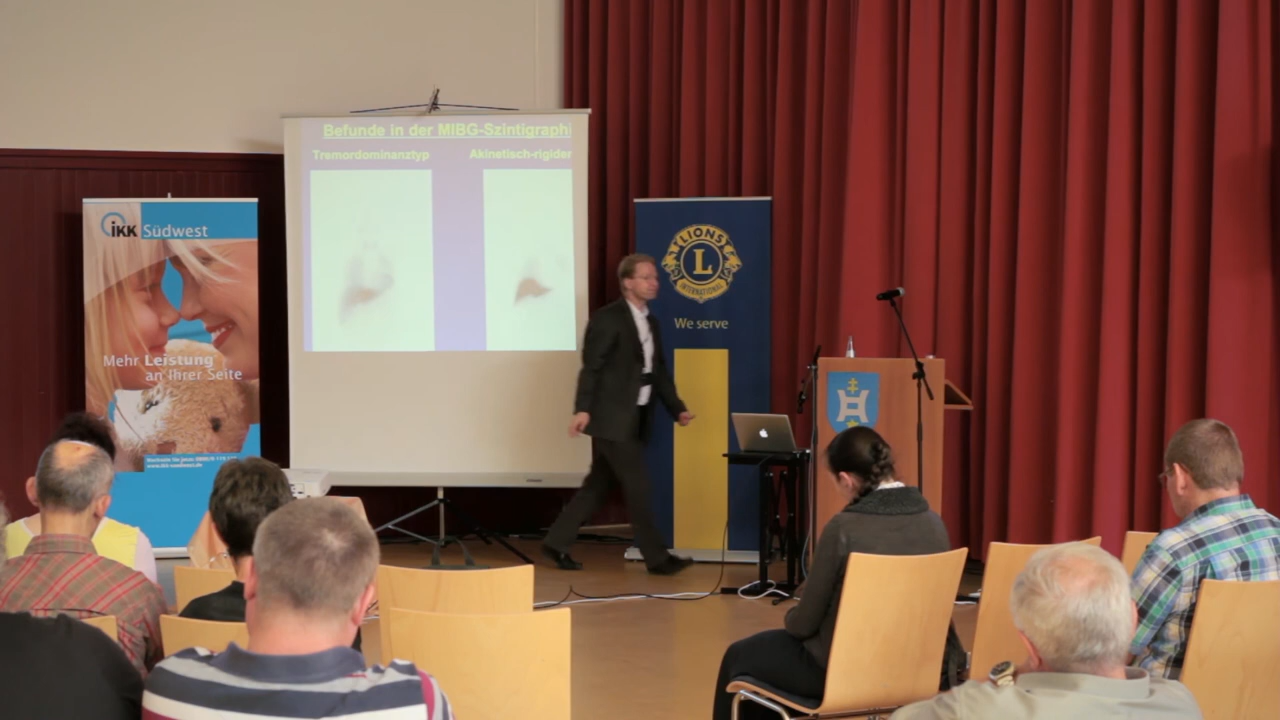 Befunde in der MIBG-Szintigraphi
Tremordominanztyp
Akinetisch-rigider
iKK Südwest
Mehr Leistung
an Ihrer Seite
LIONS
L
INTERNATIONAL
We serve